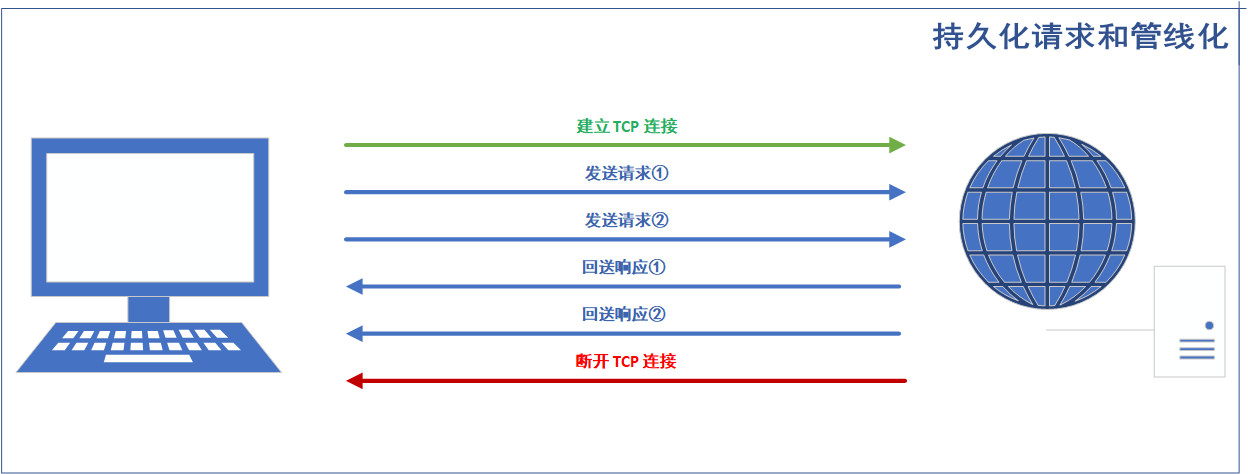 持久化请求和管线化
建立 TCP 连接
发送请求①
发送请求②
回送响应①
回送响应②
断开 TCP 连接